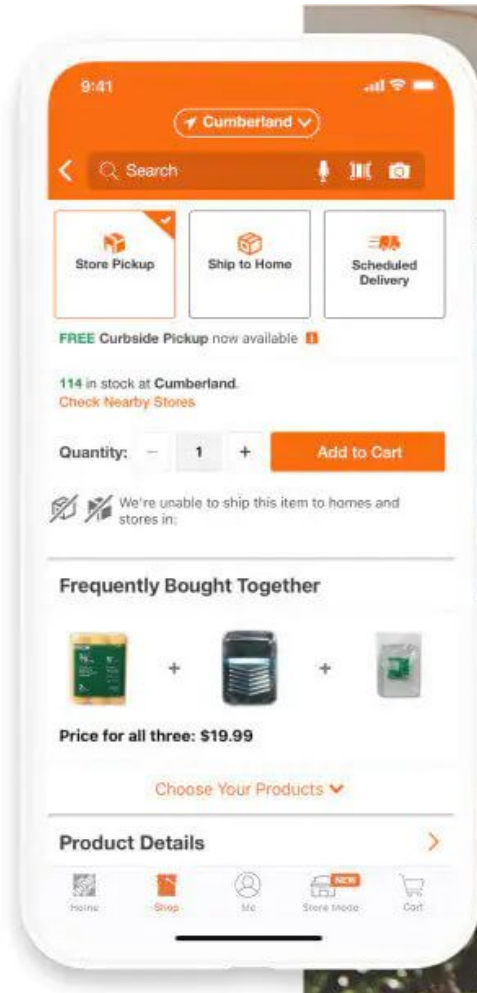 9:41
Cumberland
Search
Store Pickup
Ship to Home
Scheduled
Delivery
FREE Curbside Pickup now available
114 in stock at Cumberland.
Check Nearby Stores
Quantity: − 1 + Add to Cart
We're unable to ship this item to homes and
stores in:
Frequently Bought Together
+ +
Price for all three: $19.99
Choose Your Products
Product Details
NEW
Home Shop Me Store Mode Cart